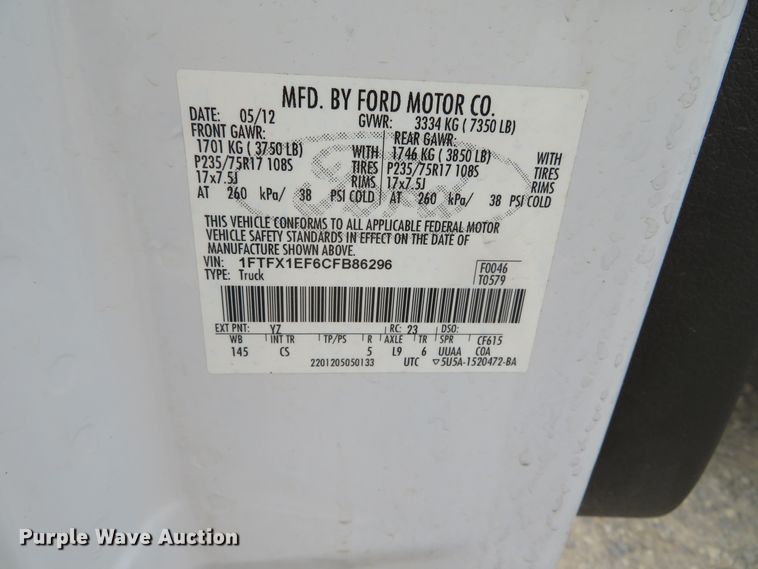 MFD. BY FORD MOTOR CO.
DATE: 05/12 GVWR: 3334 KG ( 7350 LB)
FRONT GAWR: REAR GAWR:
1701 KG ( 3750 LB) WITH 1746 KG ( 3850 LB) WITH
P235/75R17 108S TIRES P235/75R17 108S TIRES
17x7.5J RIMS 17x7.5J RIMS
AT 260 kPa/ 38 PSI COLD AT 260 kPa/ 38 PSI COLD
THIS VEHICLE CONFORMS TO ALL APPLICABLE FEDERAL MOTOR
VEHICLE SAFETY STANDARDS IN EFFECT ON THE DATE OF
MANUFACTURE SHOWN ABOVE.
VIN: 1FTFX1EF6CFB86296 F0046
TYPE: Truck T0579
EXT PNT: YZ RC: 23 DSO:
WB INT TR TP/PS R AXLE TR SPR CF615
145 CS 5 L9 6 UUAA COA
2201205050133 UTC ▽5U5A-1520472-BA
Purple Wave Auction